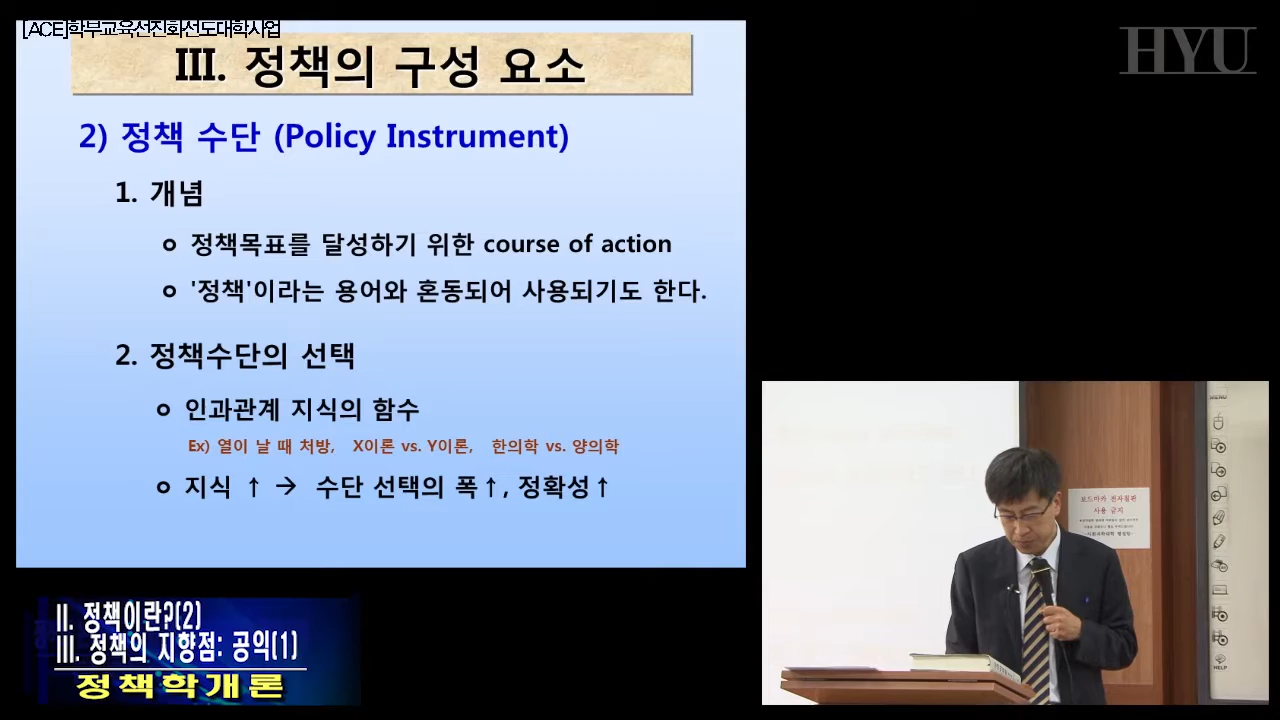 [ACE]학부교육선진화선도대학사업
HYU
III. 정책의 구성 요소
2) 정책 수단 (Policy Instrument)
1. 개념
정책목표를 달성하기 위한 course of action
'정책'이라는 용어와 혼동되어 사용되기도 한다.
2. 정책수단의 선택
인과관계 지식의 함수
Ex) 열이 날 때 처방, X이론 vs. Y이론, 한의학 vs. 양의학
지식 ↑ → 수단 선택의 폭↑, 정확성↑
보드마카 전자칠판
사용 금지
MENU
HELP
II. 정책이란?(2)
III. 정책의 지향점: 공익(1)
정책학개론